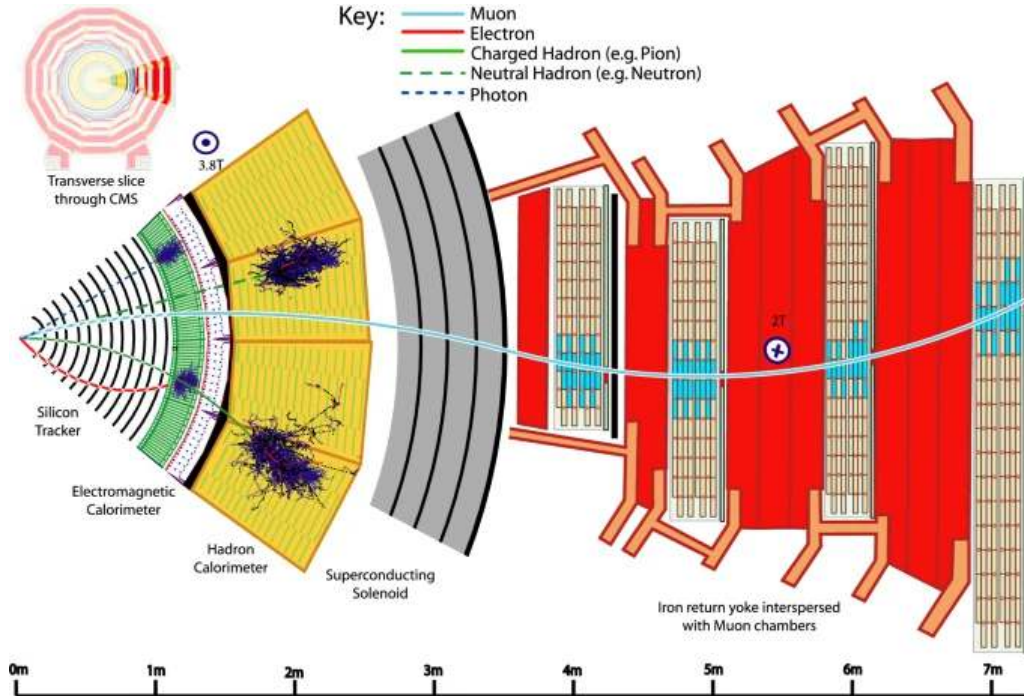 Key:
Muon
Electron
Charged Hadron (e.g. Pion)
Neutral Hadron (e.g. Neutron)
Photon
3.8T
Transverse slice
through CMS
2T
Silicon
Tracker
Electromagnetic
Calorimeter
Hadron
Calorimeter
Superconducting
Solenoid
Iron return yoke interspersed
with Muon chambers
0m 1m 2m 3m 4m 5m 6m 7m